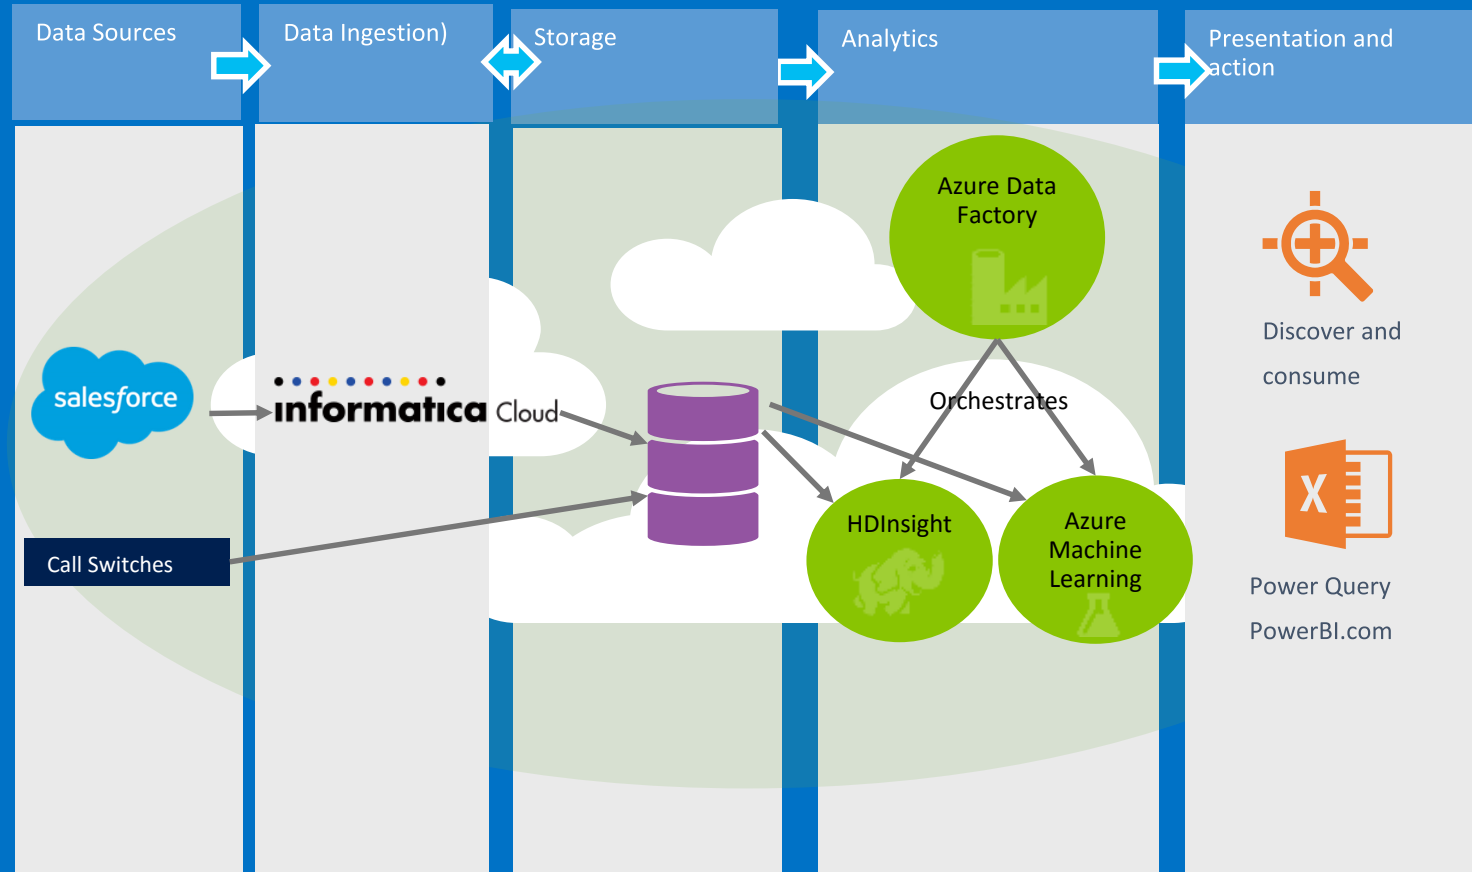 Data Sources
Data Ingestion)
Storage
Analytics
Presentation and
action
Azure Data
Factory
Discover and
consume
salesforce
informatica Cloud
Orchestrates
HDInsight
Azure
Machine
Learning
X
Call Switches
Power Query
PowerBI.com